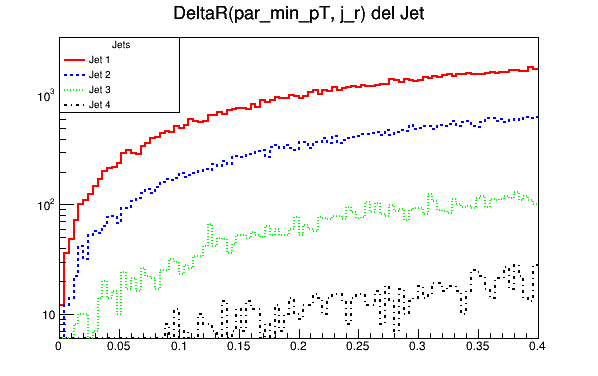 DeltaR(par_min_pT, j_r) del Jet
Jets
Jet 1
Jet 2
Jet 3
Jet 4
10³
10²
10
0 0.05 0.1 0.15 0.2 0.25 0.3 0.35 0.4